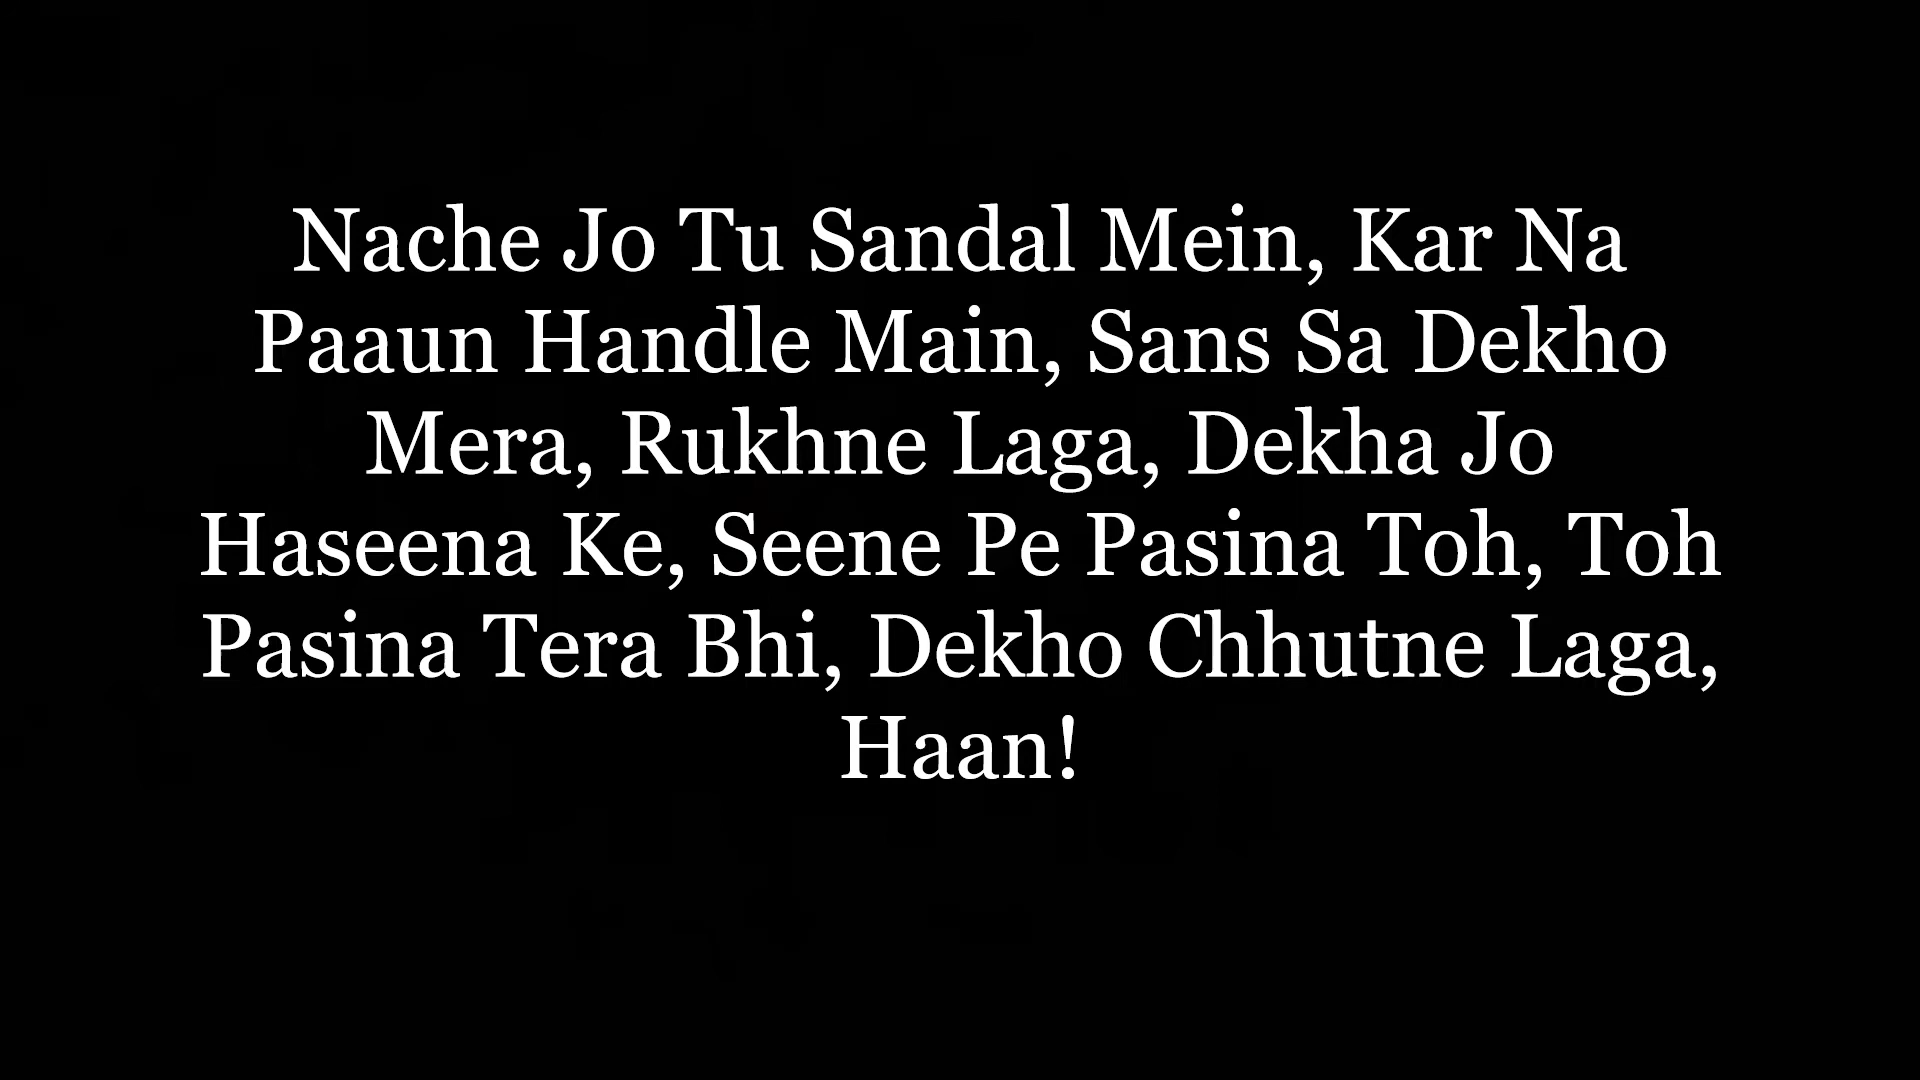 Nache Jo Tu Sandal Mein, Kar Na
Paaun Handle Main, Sans Sa Dekho
Mera, Rukhne Laga, Dekha Jo
Haseena Ke, Seene Pe Pasina Toh, Toh
Pasina Tera Bhi, Dekho Chhutne Laga,
Haan!